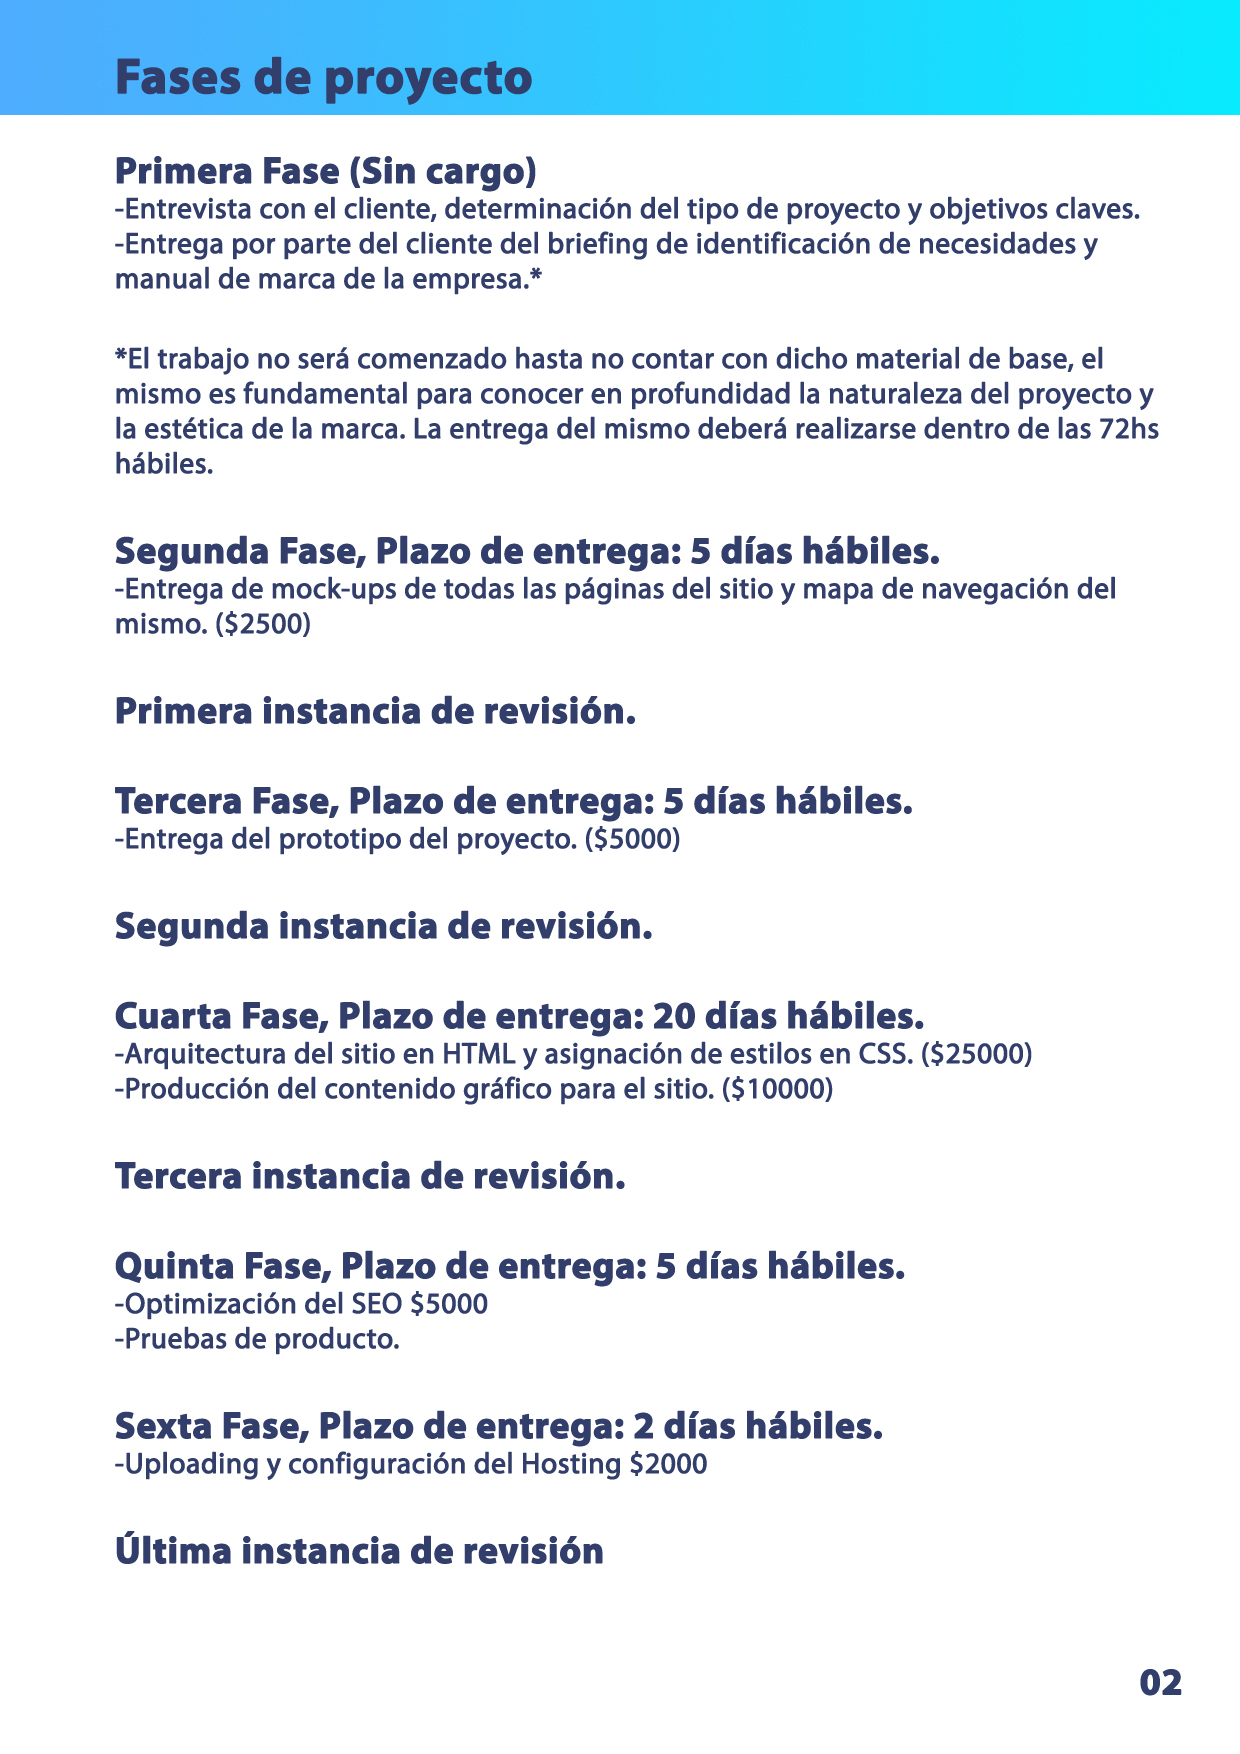 Fases de proyecto
Primera Fase (Sin cargo)
-Entrevista con el cliente, determinación del tipo de proyecto y objetivos claves.
-Entrega por parte del cliente del briefing de identificación de necesidades y
manual de marca de la empresa.*
*El trabajo no será comenzado hasta no contar con dicho material de base, el
mismo es fundamental para conocer en profundidad la naturaleza del proyecto y
la estética de la marca. La entrega del mismo deberá realizarse dentro de las 72hs
hábiles.
Segunda Fase, Plazo de entrega: 5 días hábiles.
-Entrega de mock-ups de todas las páginas del sitio y mapa de navegación del
mismo. ($2500)
Primera instancia de revisión.
Tercera Fase, Plazo de entrega: 5 días hábiles.
-Entrega del prototipo del proyecto. ($5000)
Segunda instancia de revisión.
Cuarta Fase, Plazo de entrega: 20 días hábiles.
-Arquitectura del sitio en HTML y asignación de estilos en CSS. ($25000)
-Producción del contenido gráfico para el sitio. ($10000)
Tercera instancia de revisión.
Quinta Fase, Plazo de entrega: 5 días hábiles.
-Optimización del SEO $5000
-Pruebas de producto.
Sexta Fase, Plazo de entrega: 2 días hábiles.
-Uploading y configuración del Hosting $2000
Última instancia de revisión
02